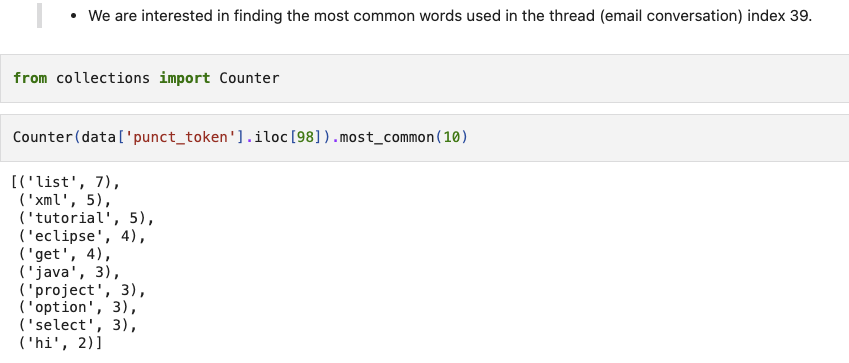 • We are interested in finding the most common words used in the thread (email conversation) index 39.
from collections import Counter
Counter(data['punct_token'].iloc[98]).most_common(10)
[('list', 7),
 ('xml', 5),
 ('tutorial', 5),
 ('eclipse', 4),
 ('get', 4),
 ('java', 3),
 ('project', 3),
 ('option', 3),
 ('select', 3),
 ('hi', 2)]